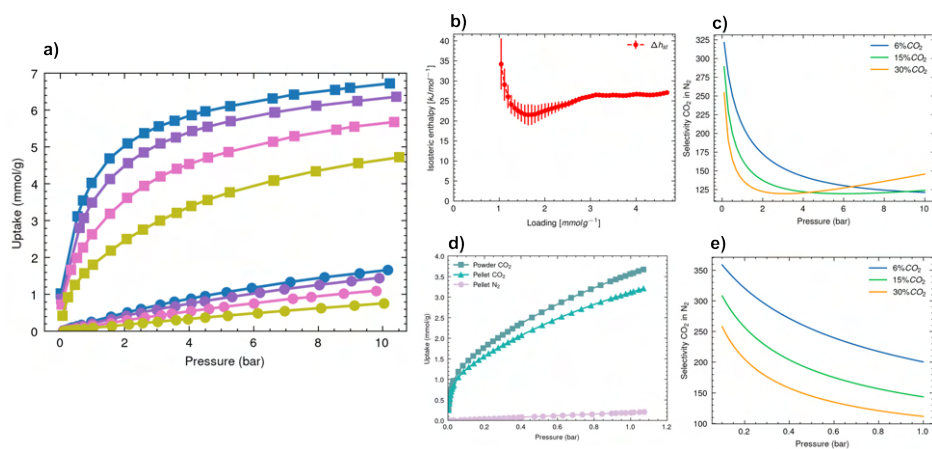 a)
7
6
5
4
3
2
1
0
Uptake (mmol/g)
0 2 4 6 8 10
Pressure (bar)
b)
40
35
30
25
20
15
10
5
0
Isosteric enthalpy [kJmol⁻¹]
Δh_st
0 1 2 3 4
Loading [mmolg⁻¹]
c)
325
300
275
250
225
200
175
150
125
Selectivity CO₂ in N₂
6%CO₂
15%CO₂
30%CO₂
0 2 4 6 8 10
Pressure (bar)
d)
4.0
3.5
3.0
2.5
2.0
1.5
1.0
0.5
0.0
Uptake (mmol/g)
Powder CO₂
Pellet CO₂
Pellet N₂
0.0 0.2 0.4 0.6 0.8 1.0 1.2
Pressure (bar)
e)
350
300
250
200
150
100
Selectivity CO₂ in N₂
6%CO₂
15%CO₂
30%CO₂
0.2 0.4 0.6 0.8 1.0
Pressure (bar)